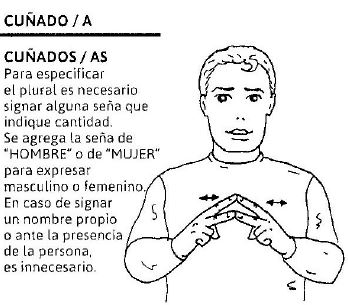 CUÑADO / A
CUÑADOS / AS
Para especificar
el plural es necesario
signar alguna seña que
indique cantidad.
Se agrega la seña de
"HOMBRE" o de "MUJER"
para expresar
masculino o femenino.
En caso de signar
un nombre propio
o ante la presencia
de la persona,
es innecesario.